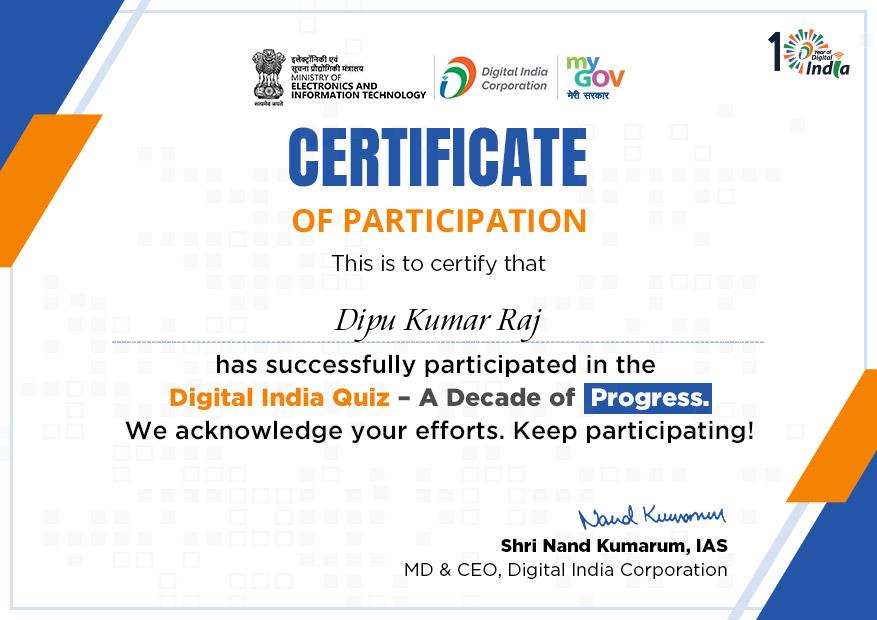 इलेक्ट्रॉनिकी एवं
सूचना प्रौद्योगिकी मंत्रालय
MINISTRY OF
ELECTRONICS AND
INFORMATION TECHNOLOGY
सत्यमेव जयते
Digital India
Corporation
my
GOV
मेरी सरकार
10
Year of
Digital
India
CERTIFICATE
OF PARTICIPATION
This is to certify that
Dipu Kumar Raj
has successfully participated in the
Digital India Quiz – A Decade of Progress.
We acknowledge your efforts. Keep participating!
Nand Kumarum
Shri Nand Kumarum, IAS
MD & CEO, Digital India Corporation